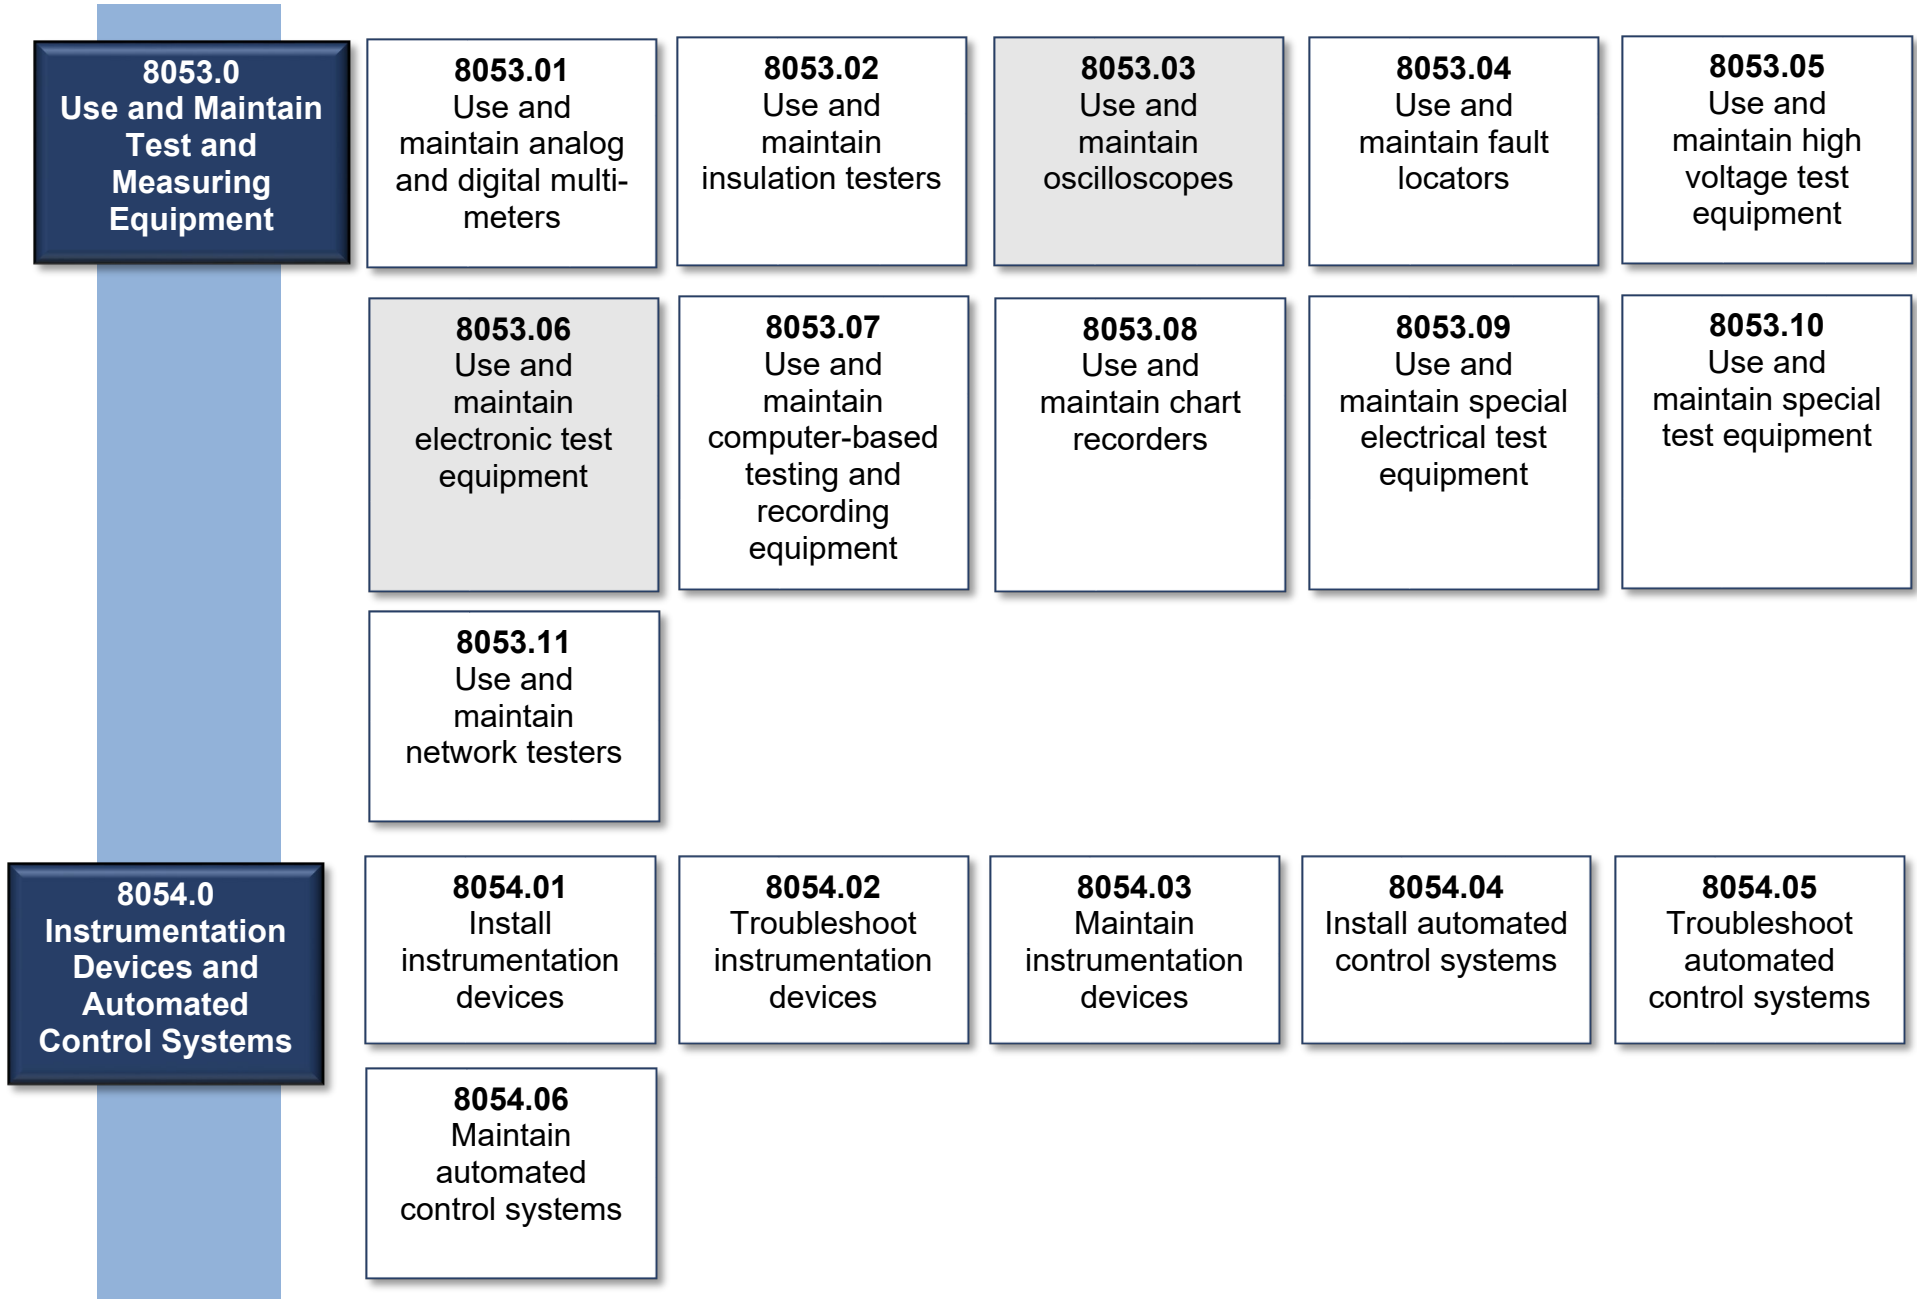 8053.0
Use and Maintain
Test and
Measuring
Equipment
8053.01
Use and
maintain analog
and digital multi-
meters
8053.02
Use and
maintain
insulation testers
8053.03
Use and
maintain
oscilloscopes
8053.04
Use and
maintain fault
locators
8053.05
Use and
maintain high
voltage test
equipment
8053.06
Use and
maintain
electronic test
equipment
8053.07
Use and
maintain
computer-based
testing and
recording
equipment
8053.08
Use and
maintain chart
recorders
8053.09
Use and
maintain special
electrical test
equipment
8053.10
Use and
maintain special
test equipment
8053.11
Use and
maintain
network testers
8054.0
Instrumentation
Devices and
Automated
Control Systems
8054.01
Install
instrumentation
devices
8054.02
Troubleshoot
instrumentation
devices
8054.03
Maintain
instrumentation
devices
8054.04
Install automated
control systems
8054.05
Troubleshoot
automated
control systems
8054.06
Maintain
automated
control systems